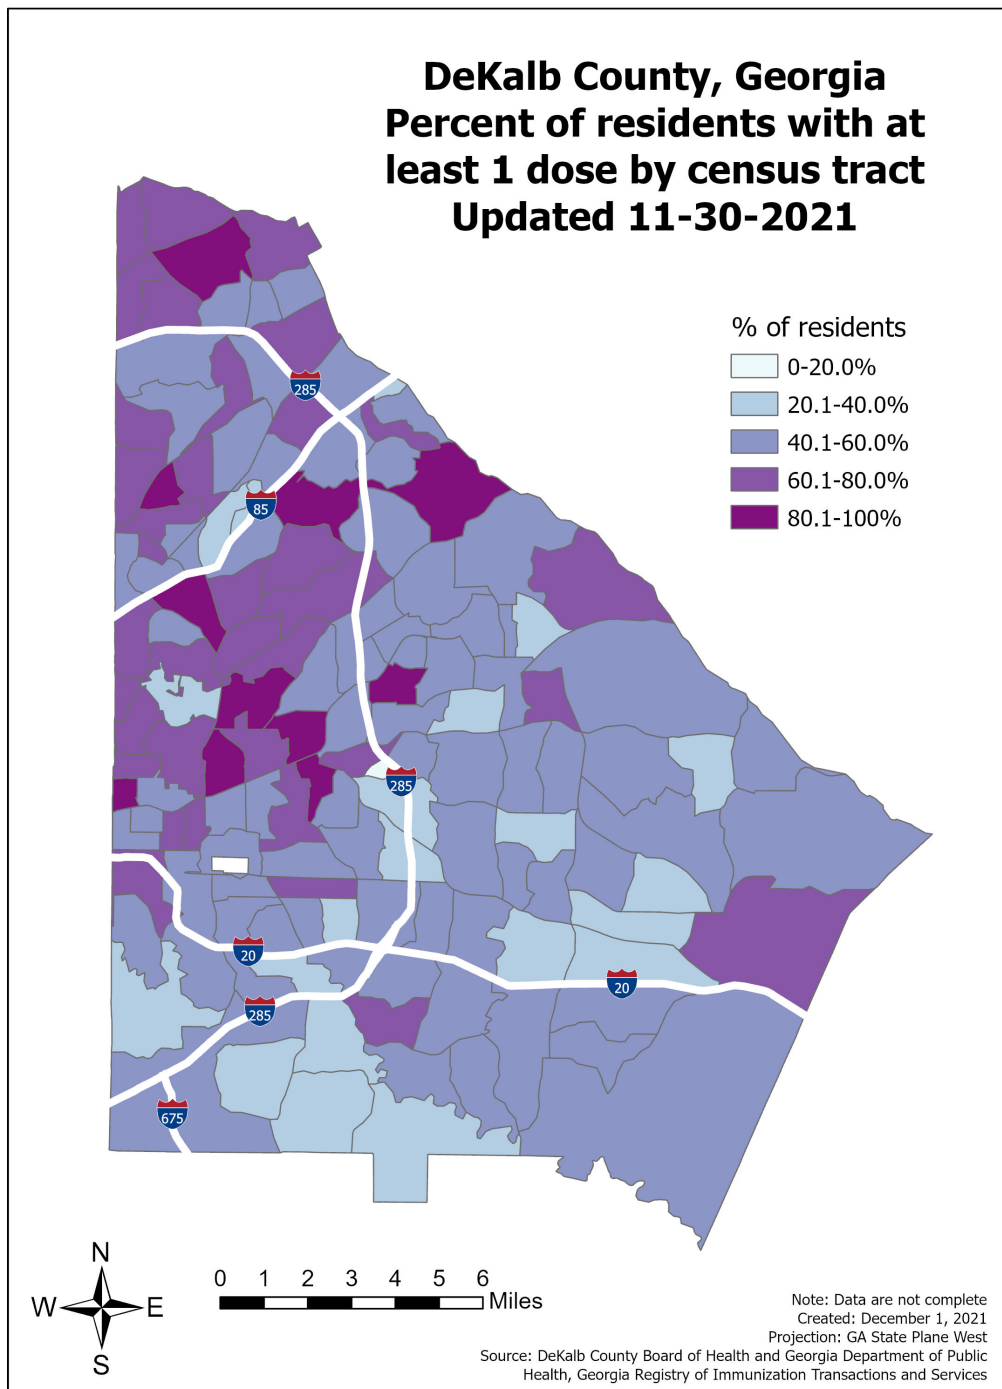 DeKalb County, Georgia
Percent of residents with at
least 1 dose by census tract
Updated 11-30-2021
% of residents
0-20.0%
20.1-40.0%
40.1-60.0%
60.1-80.0%
80.1-100%
285
85
285
20
20
285
675
N
W E
S
0 1 2 3 4 5 6
Miles
Note: Data are not complete
Created: December 1, 2021
Projection: GA State Plane West
Source: DeKalb County Board of Health and Georgia Department of Public
Health, Georgia Registry of Immunization Transactions and Services